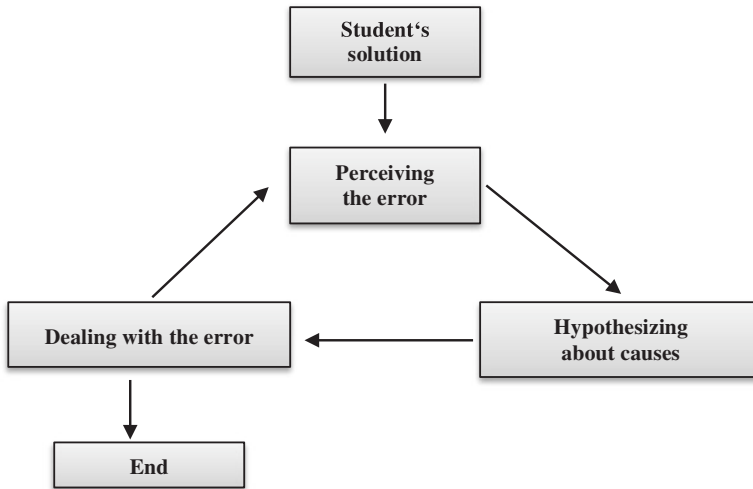 Student‘s
solution
Perceiving
the error
Dealing with the error
Hypothesizing
about causes
End